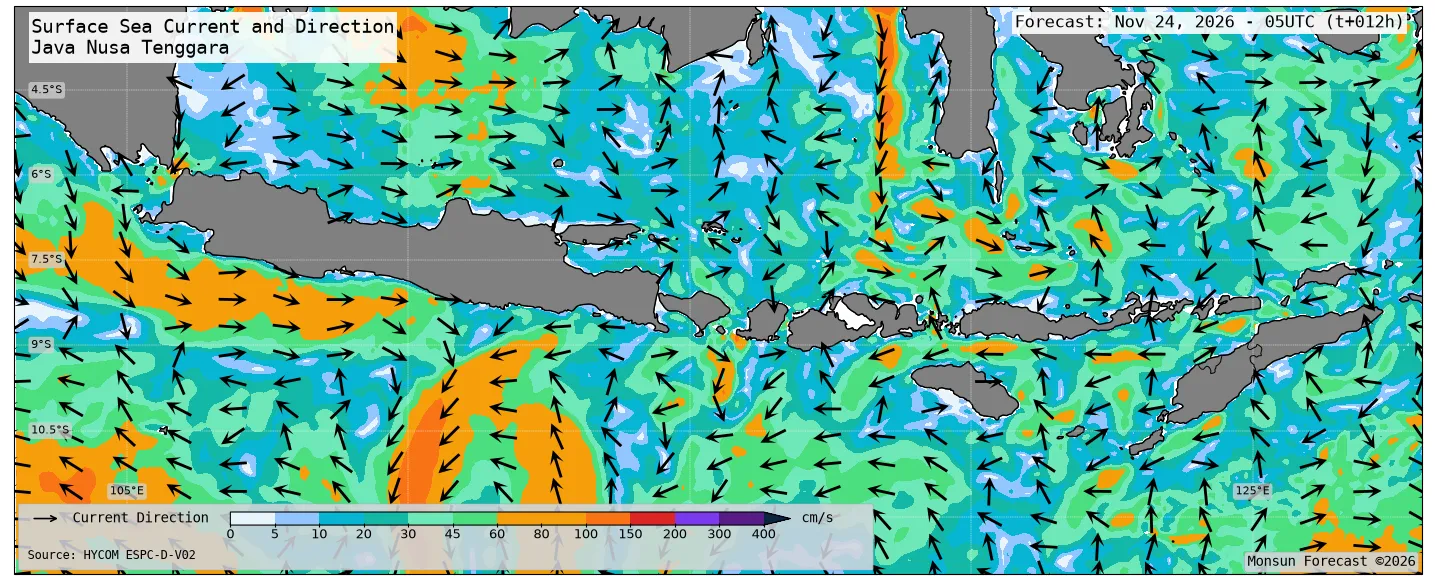 Surface Sea Current and Direction
Java Nusa Tenggara
Forecast: Nov 24, 2026 - 05UTC (t+012h)
4.5°S
6°S
7.5°S
9°S
10.5°S
105°E
125°E
Current Direction
0 5 10 20 30 45 60 80 100 150 200 300 400 cm/s
Source: HYCOM ESPC-D-V02
Monsun Forecast ©2026